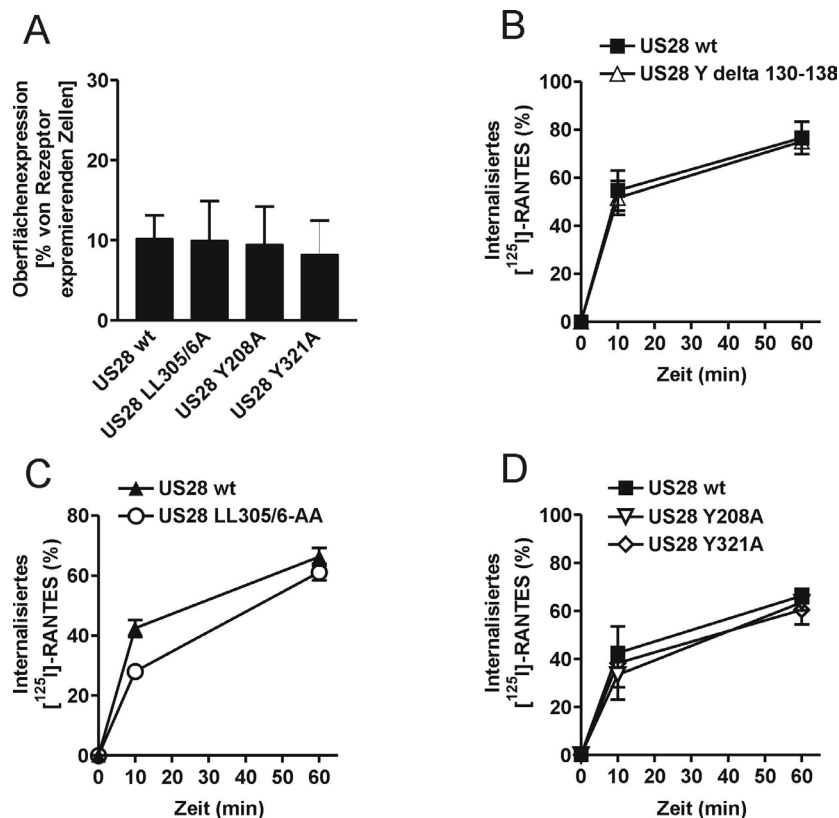 A
Oberflächenexpression
[% von Rezeptor
expremierenden Zellen]
30
20
10
0
US28 wt
US28 LL305/6A
US28 Y208A
US28 Y321A
B
US28 wt
US28 Y delta 130-138
Internalisiertes
[¹²⁵I]-RANTES (%)
100
80
60
40
20
0
0 10 20 30 40 50 60
Zeit (min)
C
US28 wt
US28 LL305/6-AA
Internalisiertes
[¹²⁵I]-RANTES (%)
80
60
40
20
0
0 10 20 30 40 50 60
Zeit (min)
D
US28 wt
US28 Y208A
US28 Y321A
Internalisiertes
[¹²⁵I]-RANTES (%)
100
80
60
40
20
0
0 10 20 30 40 50 60
Zeit (min)